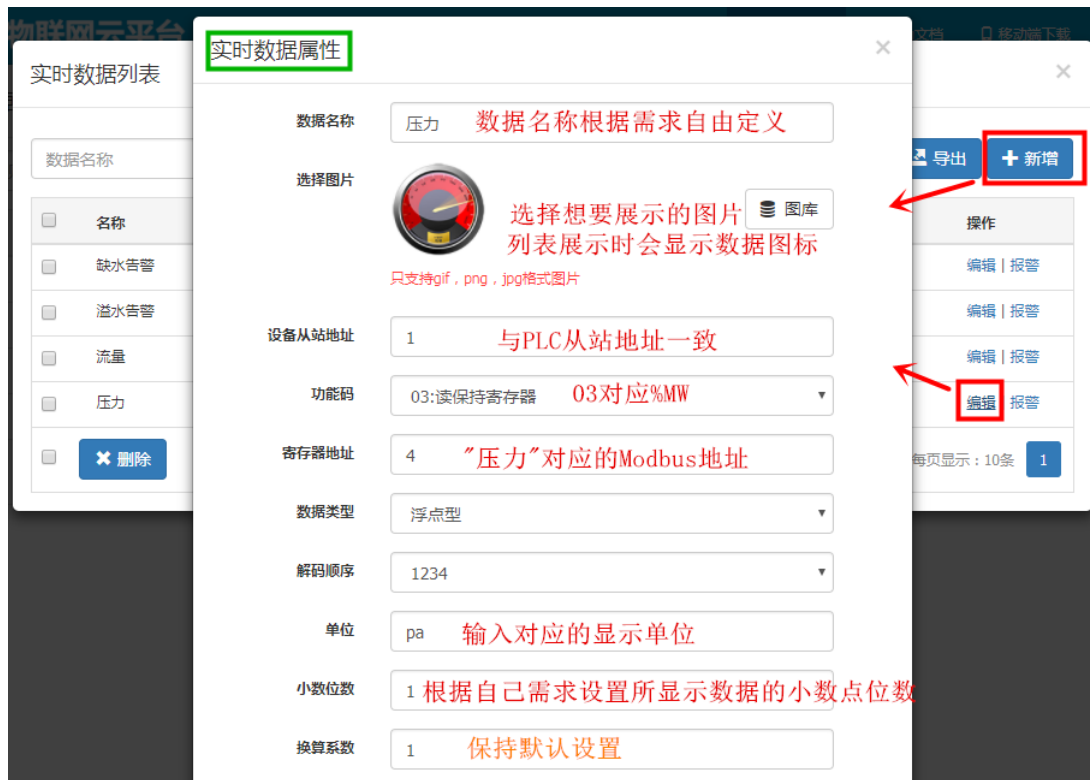 物联网云平台
文档
移动端下载
实时数据列表
×
实时数据属性
×
数据名称
导出
新增
名称
操作
缺水告警
编辑 | 报警
溢水告警
编辑 | 报警
流量
编辑 | 报警
压力
编辑 报警
删除
每页显示：10条
1
数据名称
压力
数据名称根据需求自由定义
选择图片
图库
选择想要展示的图片
列表展示时会显示数据图标
只支持gif，png，jpg格式图片
设备从站地址
1
与PLC从站地址一致
功能码
03:读保持寄存器
03对应%MW
寄存器地址
4
"压力"对应的Modbus地址
数据类型
浮点型
解码顺序
1234
单位
pa
输入对应的显示单位
小数位数
1
根据自己需求设置所显示数据的小数点位数
换算系数
1
保持默认设置